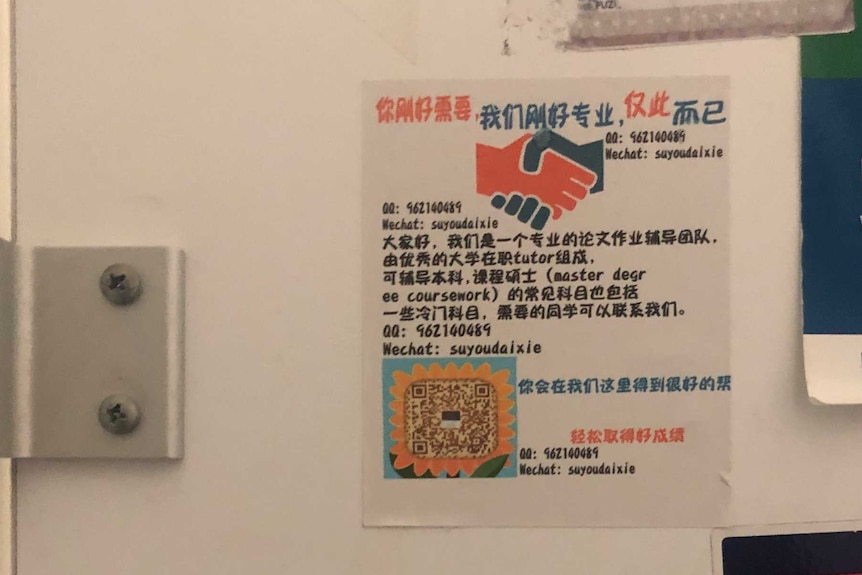 PUZI
你刚好需要,我们刚好专业,仅此而已
QQ: 962140489
Wechat: suyoudaixie
QQ: 962140489
Wechat: suyoudaixie
大家好，我们是一个专业的论文作业辅导团队，
由优秀的大学在职tutor组成，
可辅导本科,课程硕士（master degr
ee coursework）的常见科目也包括
一些冷门科目，需要的同学可以联系我们。
QQ: 962140489
Wechat: suyoudaixie
你会在我们这里得到很好的帮
轻松取得好成绩
QQ: 962140489
Wechat: suyoudaixie